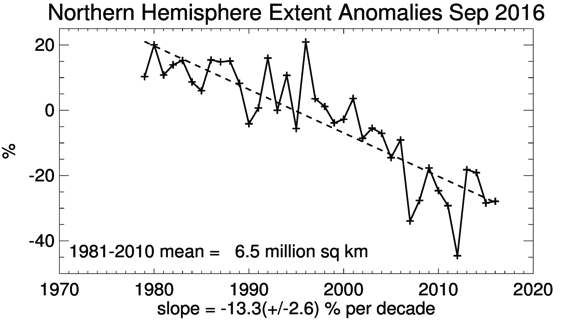 Northern Hemisphere Extent Anomalies Sep 2016
20
0
-20
-40
%
1981-2010 mean = 6.5 million sq km
1970 1980 1990 2000 2010 2020
slope = -13.3(+/-2.6) % per decade